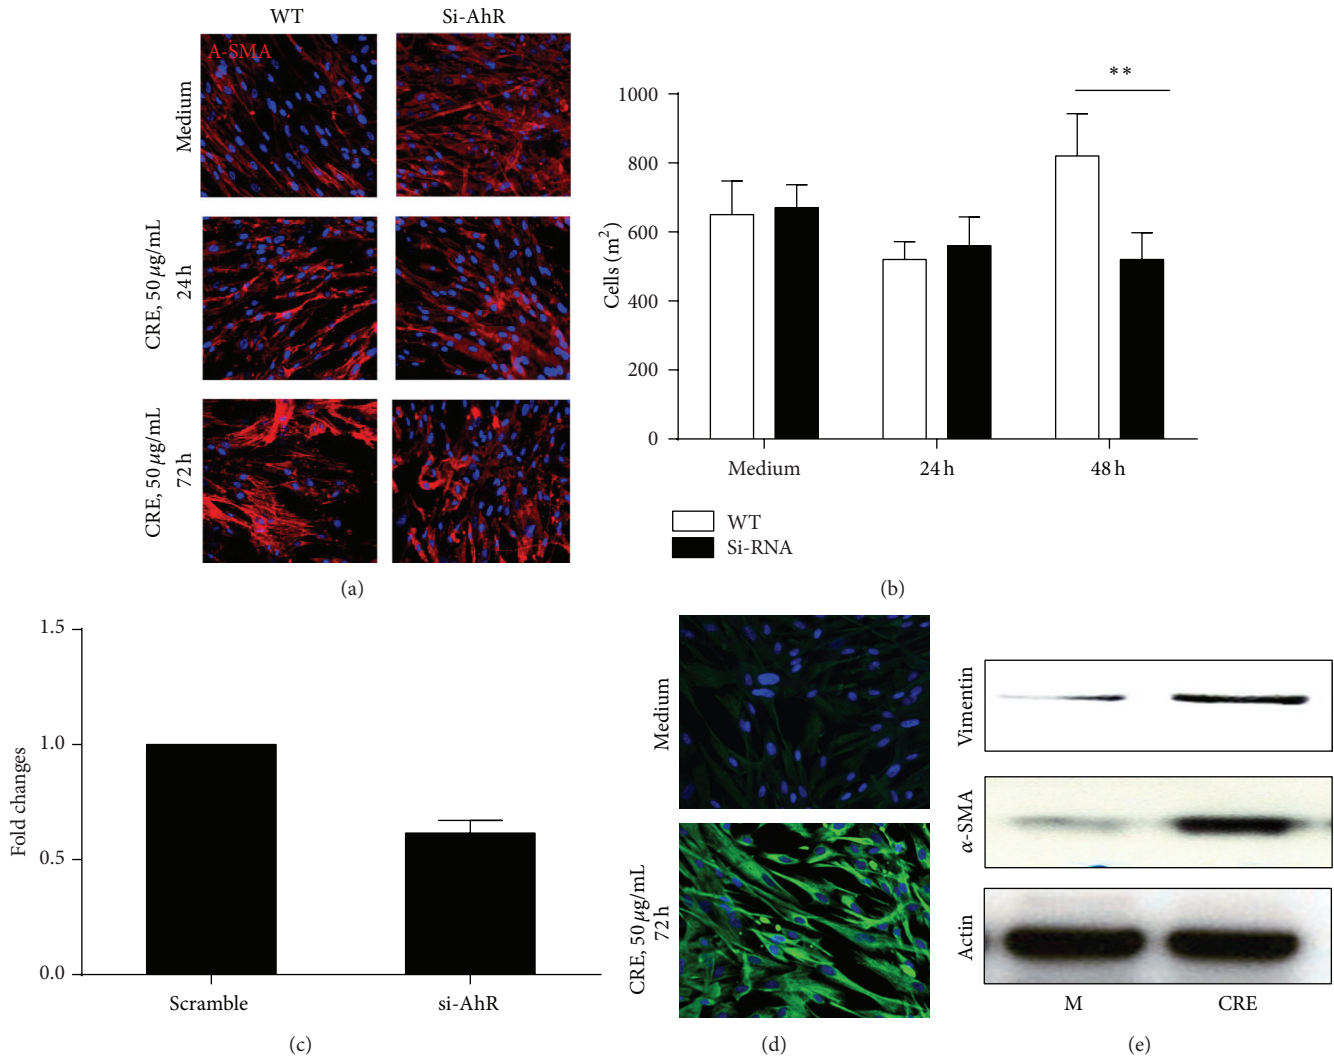 WT
Si-AhR
A-SMA
Medium
CRE, 50 μg/mL
24 h
CRE, 50 μg/mL
72 h
(a)
**
1000
800
600
400
200
0
Cells (m²)
Medium
24 h
48 h
WT
Si-RNA
(b)
1.5
1.0
0.5
0.0
Fold changes
Scramble
si-AhR
(c)
Medium
CRE, 50 μg/mL
72 h
(d)
Vimentin
α-SMA
Actin
M
CRE
(e)